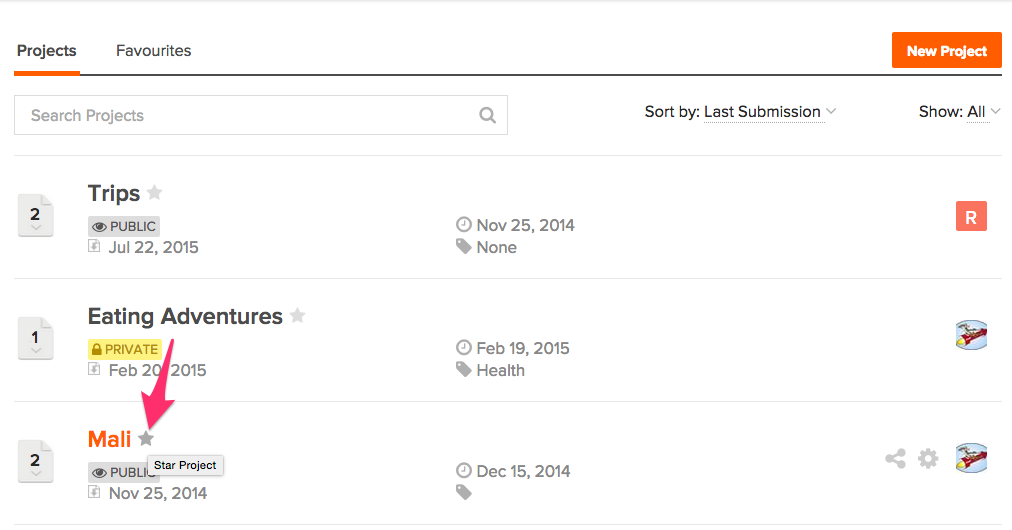 Projects Favourites New Project
Search Projects Sort by: Last Submission Show: All
Trips
2
PUBLIC Nov 25, 2014 R
Jul 22, 2015 None
Eating Adventures
1
PRIVATE Feb 19, 2015
Feb 20, 2015 Health
Mali
2 Star Project
PUBLIC Dec 15, 2014
Nov 25, 2014